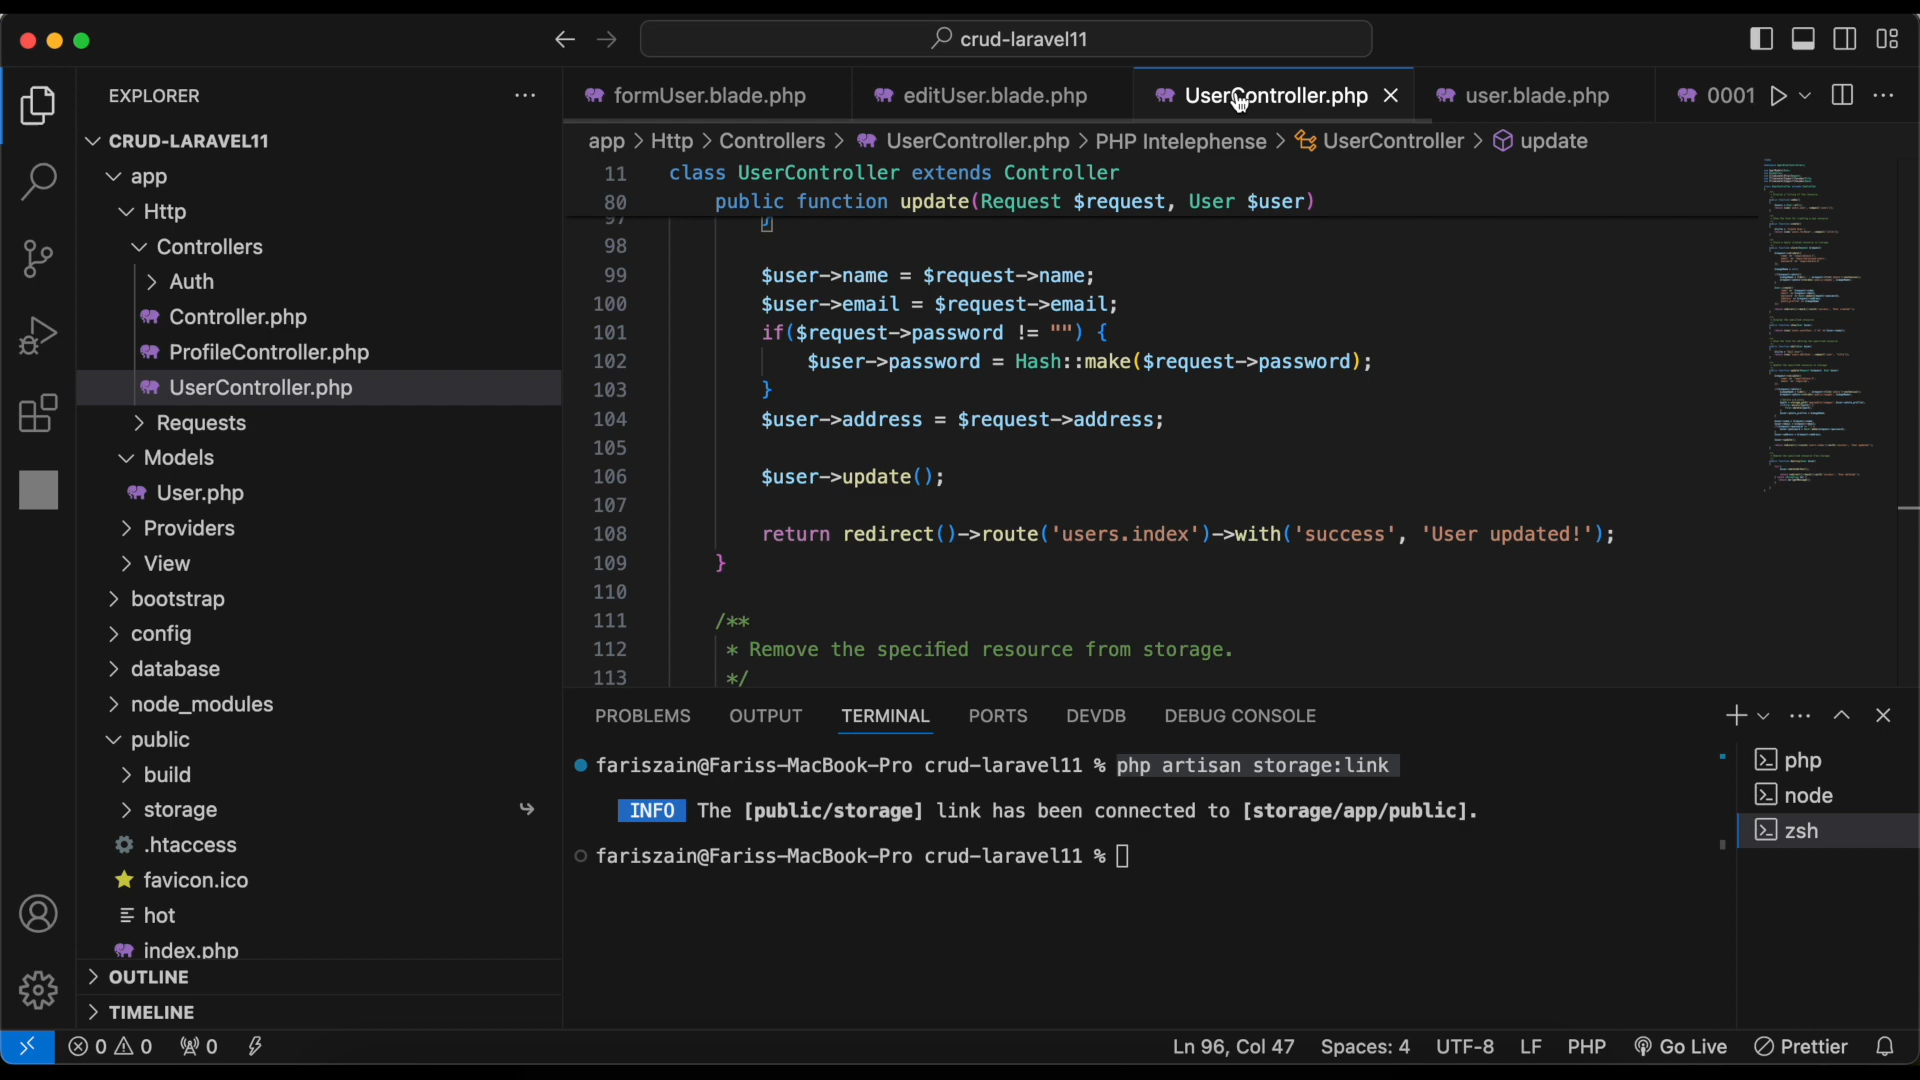 crud-laravel11
EXPLORER
CRUD-LARAVEL11
app
Http
Controllers
Auth
Controller.php
ProfileController.php
UserController.php
Requests
Models
User.php
Providers
View
bootstrap
config
database
node_modules
public
build
storage
.htaccess
favicon.ico
hot
index.php
OUTLINE
TIMELINE
formUser.blade.php
editUser.blade.php
UserController.php
user.blade.php
0001
app > Http > Controllers > UserController.php > PHP Intelephense > UserController > update
11 class UserController extends Controller
80 public function update(Request $request, User $user)
97 }
98
99 $user->name = $request->name;
100 $user->email = $request->email;
101 if($request->password != "") {
102 $user->password = Hash::make($request->password);
103 }
104 $user->address = $request->address;
105
106 $user->update();
107
108 return redirect()->route('users.index')->with('success', 'User updated!');
109 }
110
111 /**
112 * Remove the specified resource from storage.
113 */
PROBLEMS OUTPUT TERMINAL PORTS DEVDB DEBUG CONSOLE
fariszain@Fariss-MacBook-Pro crud-laravel11 % php artisan storage:link
INFO The [public/storage] link has been connected to [storage/app/public].
fariszain@Fariss-MacBook-Pro crud-laravel11 %
php
node
zsh
0 0 0 Ln 96, Col 47 Spaces: 4 UTF-8 LF PHP Go Live Prettier